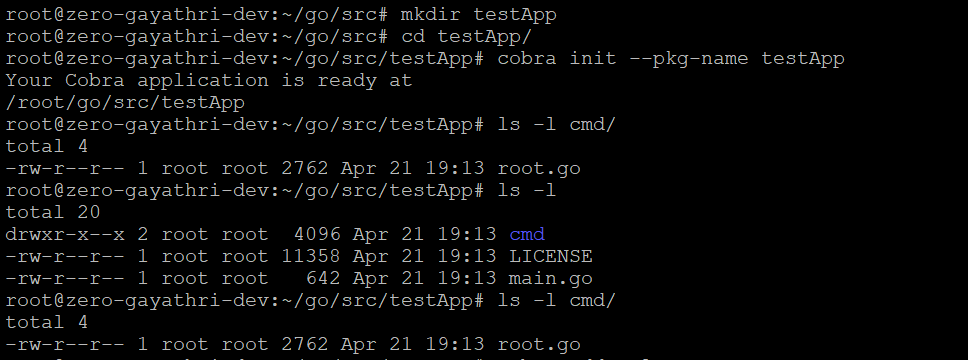 root@zero-gayathri-dev:~/go/src# mkdir testApp
root@zero-gayathri-dev:~/go/src# cd testApp/
root@zero-gayathri-dev:~/go/src/testApp# cobra init --pkg-name testApp
Your Cobra application is ready at
/root/go/src/testApp
root@zero-gayathri-dev:~/go/src/testApp# ls -l cmd/
total 4
-rw-r--r-- 1 root root 2762 Apr 21 19:13 root.go
root@zero-gayathri-dev:~/go/src/testApp# ls -l
total 20
drwxr-x--x 2 root root  4096 Apr 21 19:13 cmd
-rw-r--r-- 1 root root 11358 Apr 21 19:13 LICENSE
-rw-r--r-- 1 root root   642 Apr 21 19:13 main.go
root@zero-gayathri-dev:~/go/src/testApp# ls -l cmd/
total 4
-rw-r--r-- 1 root root 2762 Apr 21 19:13 root.go